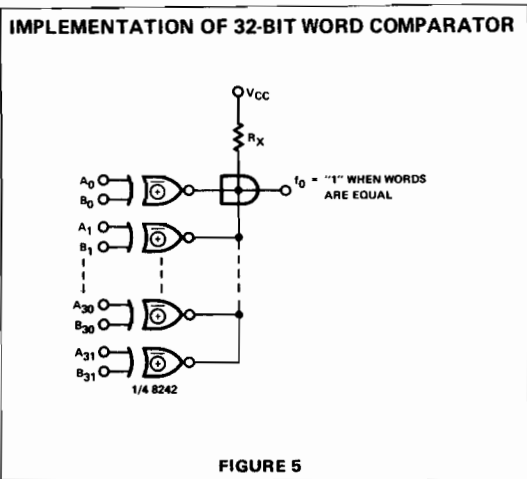 IMPLEMENTATION OF 32-BIT WORD COMPARATOR
VCC
RX
A0
B0
f0 = "1" WHEN WORDS
ARE EQUAL
A1
B1
A30
B30
A31
B31
1/4 8242
FIGURE 5